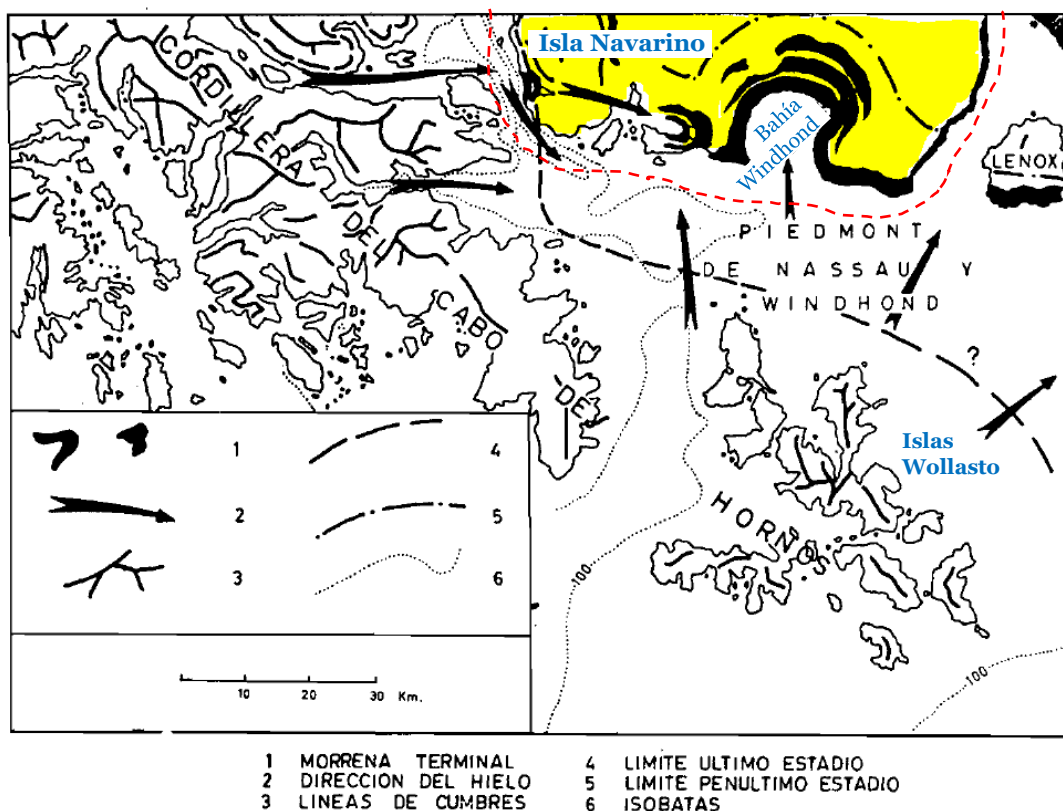 Isla Navarino
CORDILLERA DEL CABO DE HORNOS
Bahía
Windhond
LENOX
PIEDMONT
DE NASSAU Y
WINDHOND
?
Islas
Wollasto
100
100
1
2
3
4
5
6
10 20 30 Km.
1 MORRENA TERMINAL
2 DIRECCION DEL HIELO
3 LINEAS DE CUMBRES
4 LIMITE ULTIMO ESTADIO
5 LIMITE PENULTIMO ESTADIO
6 ISOBATAS